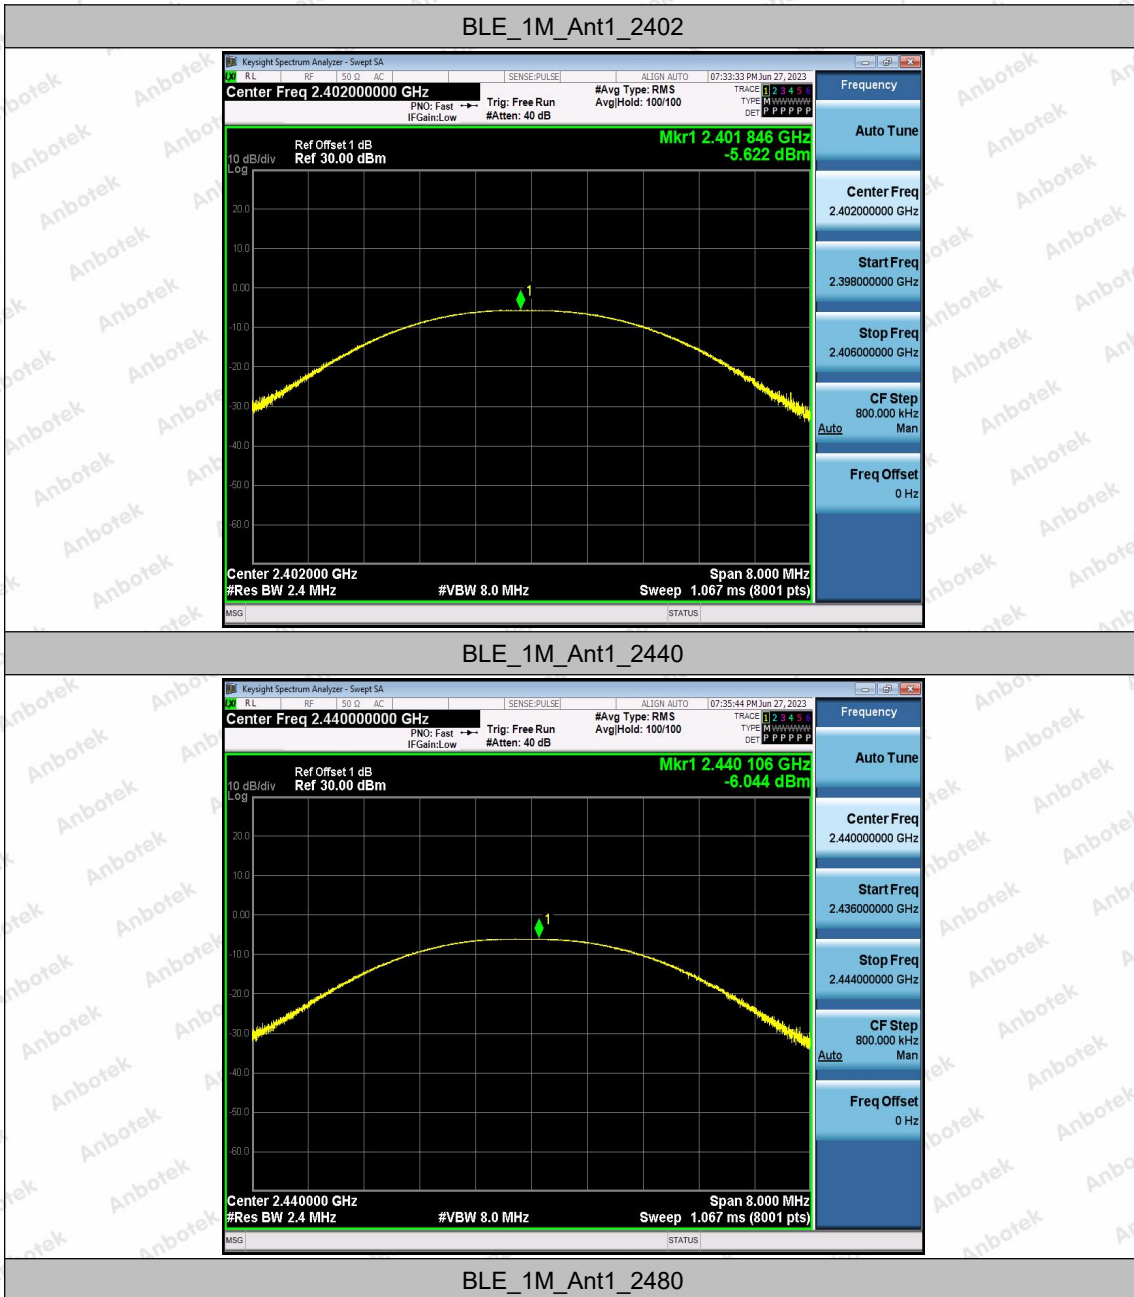 BLE_1M_Ant1_2402
Keysight Spectrum Analyzer - Swept SA
LXI RL RF 50 Ω AC SENSE:PULSE ALIGN AUTO 07:33:33 PM Jun 27, 2023
Center Freq 2.402000000 GHz
PNO: Fast
IFGain:Low
Trig: Free Run
#Atten: 40 dB
#Avg Type: RMS
Avg|Hold: 100/100
TRACE 1 2 3 4 5 6
TYPE M W W W W W
DET P P P P P P
Ref Offset 1 dB
10 dB/div Ref 30.00 dBm
Log
Mkr1 2.401 846 GHz
-5.622 dBm
20.0
10.0
0.00
1
-10.0
-20.0
-30.0
-40.0
-50.0
-60.0
Center 2.402000 GHz Span 8.000 MHz
#Res BW 2.4 MHz #VBW 8.0 MHz Sweep 1.067 ms (8001 pts)
MSG STATUS
Frequency
Auto Tune
Center Freq
2.402000000 GHz
Start Freq
2.398000000 GHz
Stop Freq
2.406000000 GHz
CF Step
800.000 kHz
Auto Man
Freq Offset
0 Hz
BLE_1M_Ant1_2440
Keysight Spectrum Analyzer - Swept SA
LXI RL RF 50 Ω AC SENSE:PULSE ALIGN AUTO 07:35:44 PM Jun 27, 2023
Center Freq 2.440000000 GHz
PNO: Fast
IFGain:Low
Trig: Free Run
#Atten: 40 dB
#Avg Type: RMS
Avg|Hold: 100/100
TRACE 1 2 3 4 5 6
TYPE M W W W W W
DET P P P P P P
Ref Offset 1 dB
10 dB/div Ref 30.00 dBm
Log
Mkr1 2.440 106 GHz
-6.044 dBm
20.0
10.0
0.00
1
-10.0
-20.0
-30.0
-40.0
-50.0
-60.0
Center 2.440000 GHz Span 8.000 MHz
#Res BW 2.4 MHz #VBW 8.0 MHz Sweep 1.067 ms (8001 pts)
MSG STATUS
Frequency
Auto Tune
Center Freq
2.440000000 GHz
Start Freq
2.436000000 GHz
Stop Freq
2.444000000 GHz
CF Step
800.000 kHz
Auto Man
Freq Offset
0 Hz
BLE_1M_Ant1_2480
Anbotek